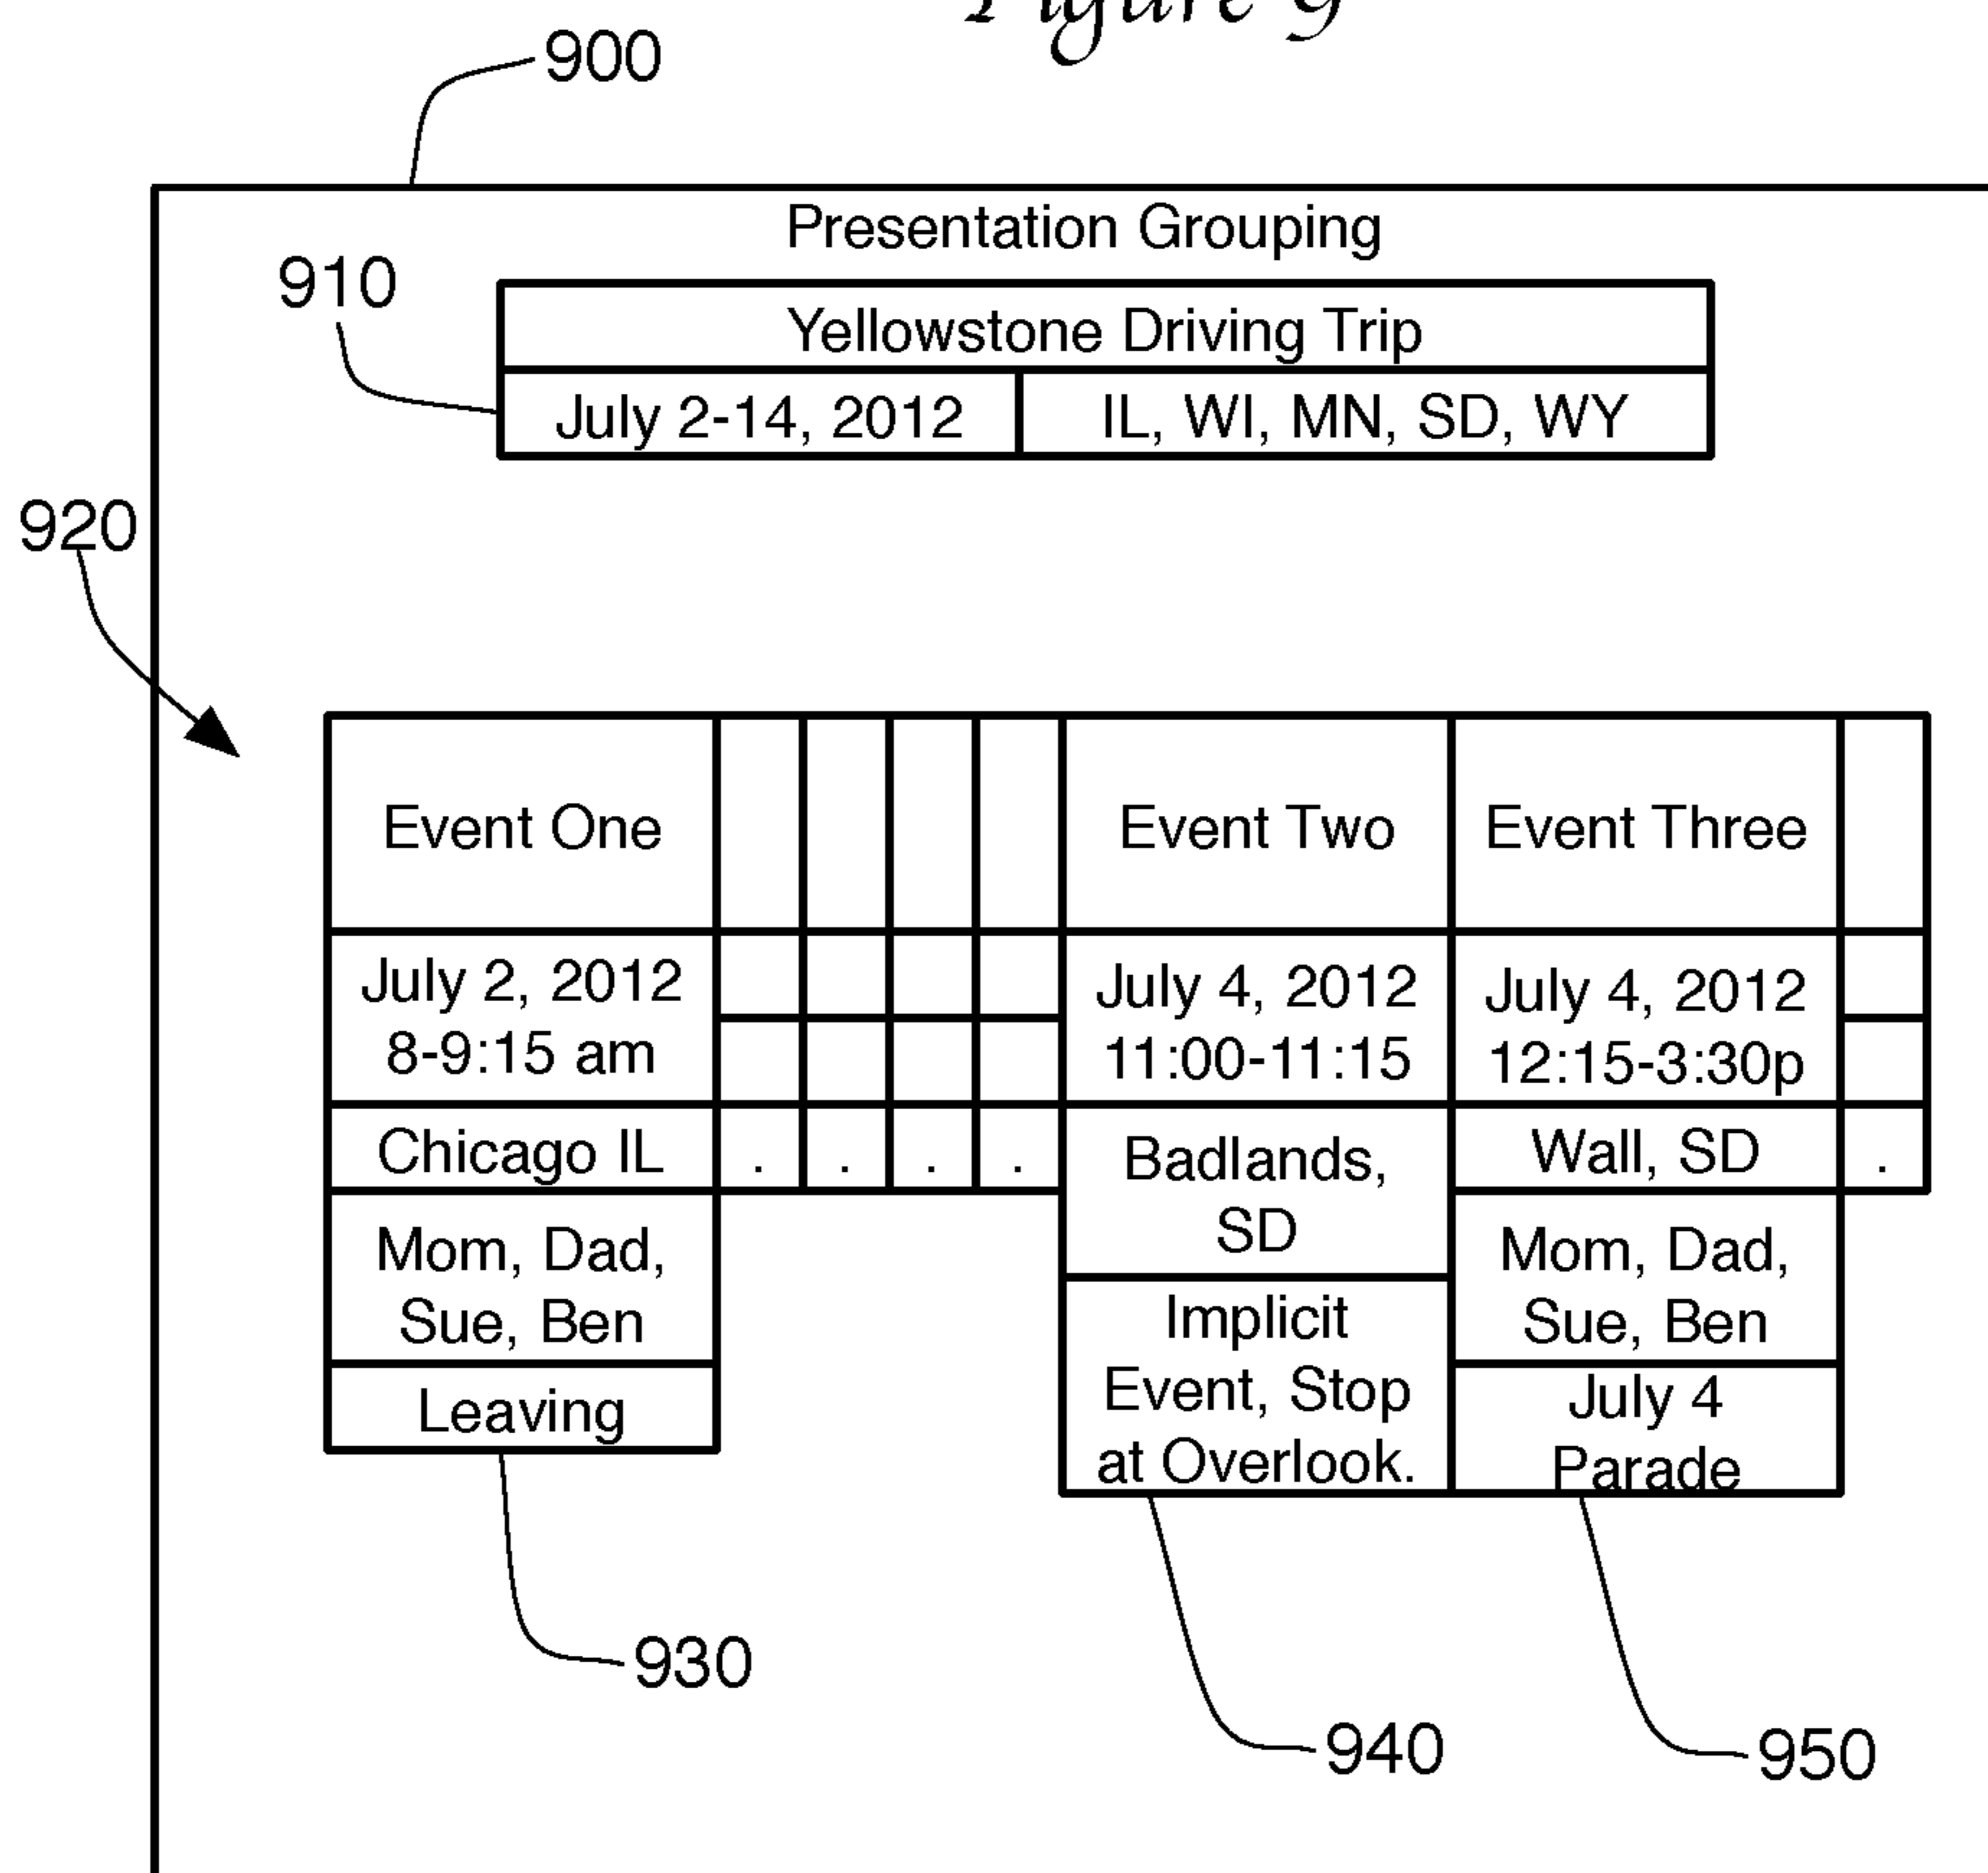 Figure 9
900
Presentation Grouping
910
Yellowstone Driving Trip
July 2-14, 2012 IL, WI, MN, SD, WY
920
Event One Event Two Event Three
July 2, 2012
8-9:15 am
July 4, 2012
11:00-11:15
July 4, 2012
12:15-3:30p
Chicago IL . . . . Badlands,
SD
Wall, SD .
Mom, Dad,
Sue, Ben
Leaving
Implicit
Event, Stop
at Overlook.
Mom, Dad,
Sue, Ben
July 4
Parade
930
940
950